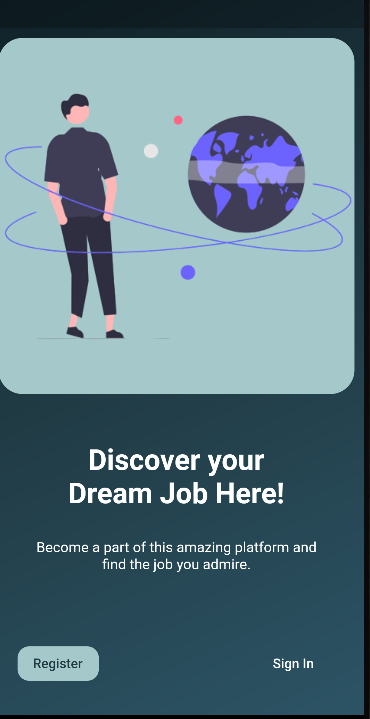 Discover your
Dream Job Here!
Become a part of this amazing platform and
find the job you admire.
Register
Sign In